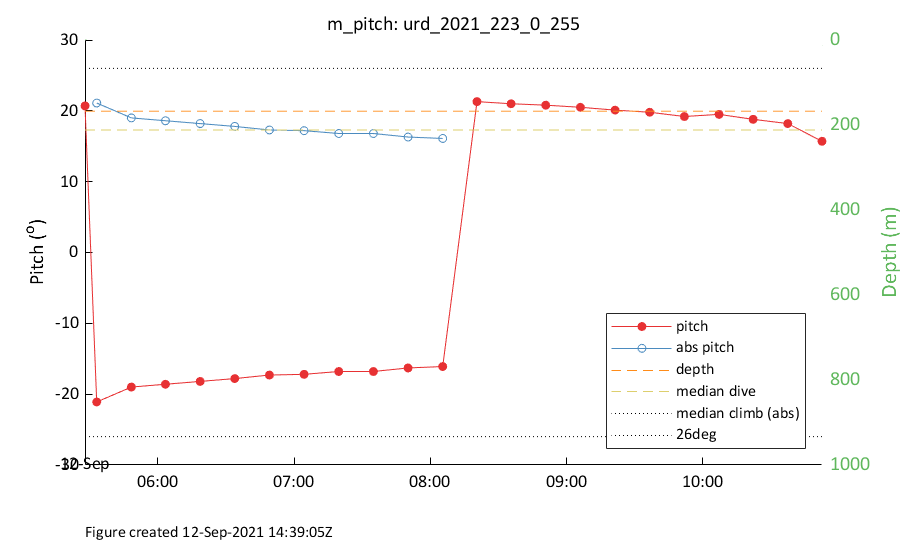 m_pitch: urd_2021_223_0_255
30
20
10
0
-10
-20
-30
Pitch (°)
0
200
400
600
800
1000
Depth (m)
pitch
abs pitch
depth
median dive
median climb (abs)
26deg
12-Sep
06:00
07:00
08:00
09:00
10:00
Figure created 12-Sep-2021 14:39:05Z